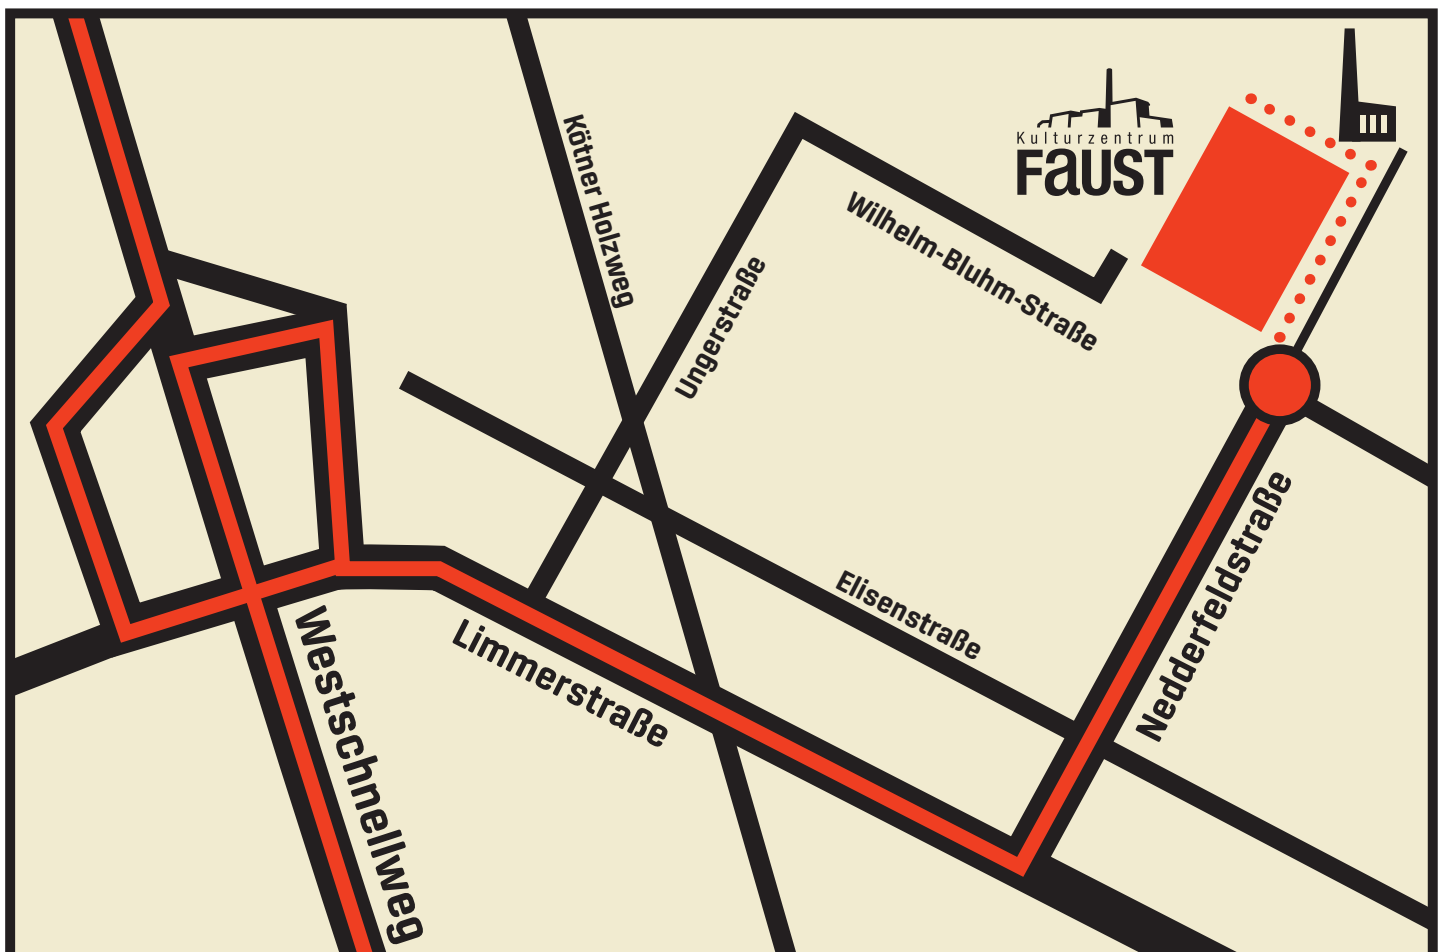 Kötner Holzweg
Kulturzentrum
FaUST
Wilhelm-Bluhm-Straße
Ungerstraße
Elisenstraße
Nedderfeldstraße
Limmerstraße
Westschnellweg